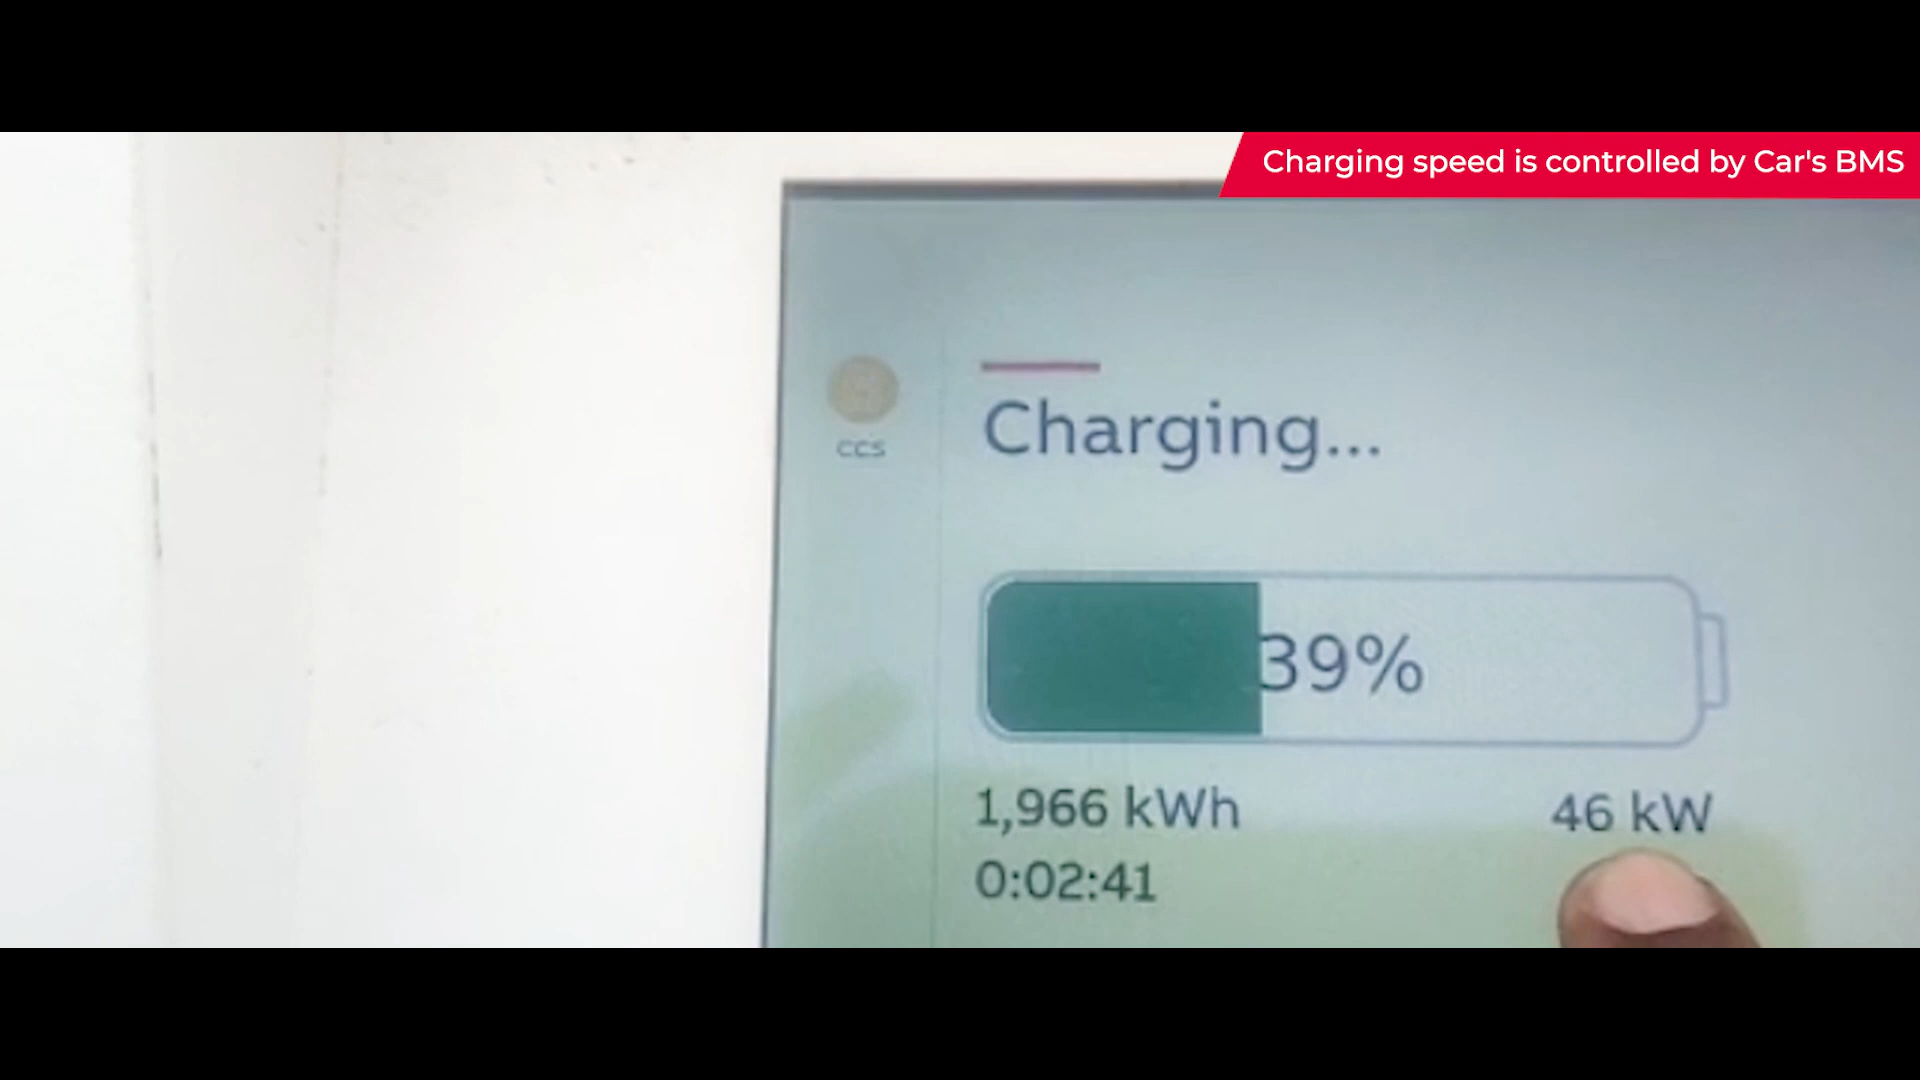 Charging speed is controlled by Car's BMS
CCS
Charging...
39%
1,966 kWh
46 kW
0:02:41